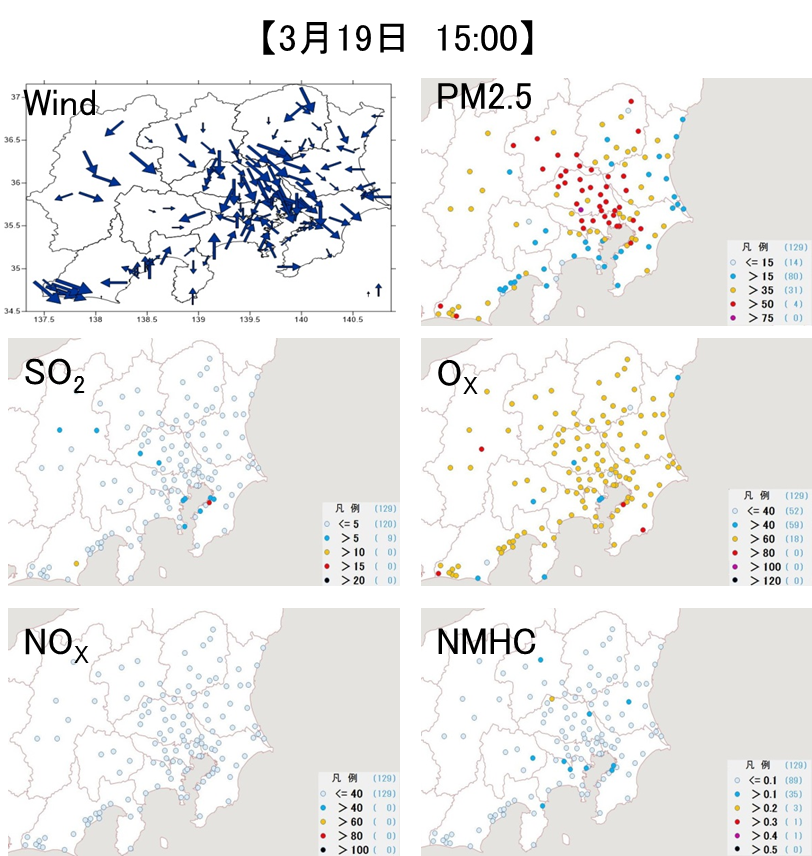 【3月19日 15:00】
Wind
37
36.5
36
35.5
35
34.5
137.5 138 138.5 139 139.5 140 140.5
PM2.5
凡 例 (129)
<= 15 (14)
＞ 15 (80)
＞ 35 (31)
＞ 50 ( 4)
＞ 75 ( 0)
SO2
凡 例 (129)
<= 5 (120)
＞ 5 ( 9)
＞ 10 ( 0)
＞ 15 ( 0)
＞ 20 ( 0)
OX
凡 例 (129)
<= 40 (52)
＞ 40 (59)
＞ 60 (18)
＞ 80 ( 0)
＞ 100 ( 0)
＞ 120 ( 0)
NOX
凡 例 (129)
<= 40 (129)
＞ 40 ( 0)
＞ 60 ( 0)
＞ 80 ( 0)
＞ 100 ( 0)
NMHC
凡 例 (129)
<= 0.1 (89)
＞ 0.1 (35)
＞ 0.2 ( 3)
＞ 0.3 ( 1)
＞ 0.4 ( 1)
＞ 0.5 ( 0)